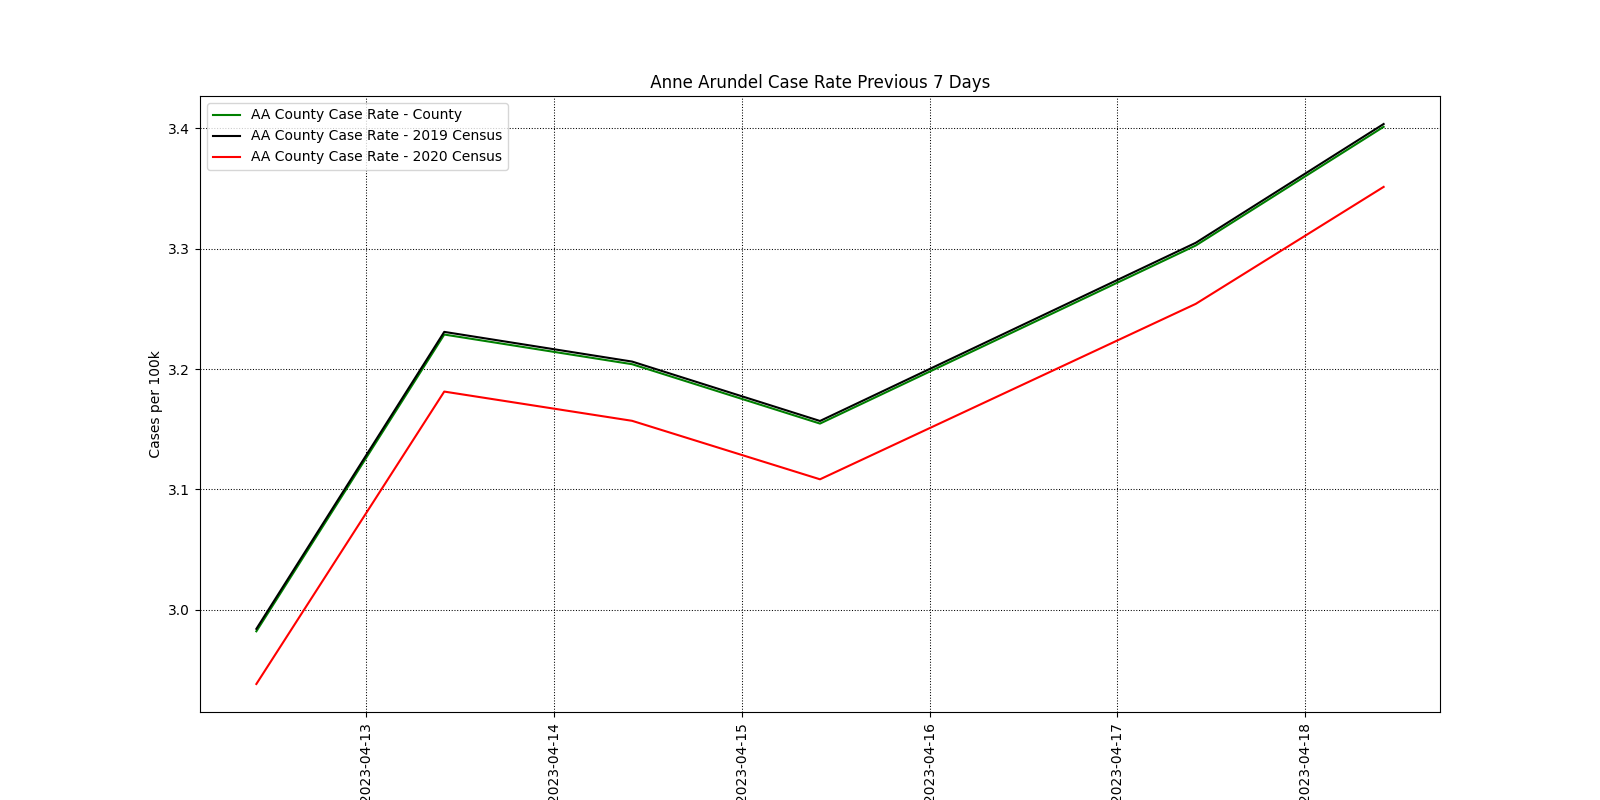 Anne Arundel Case Rate Previous 7 Days
AA County Case Rate - County
AA County Case Rate - 2019 Census
AA County Case Rate - 2020 Census
Cases per 100k
3.4
3.3
3.2
3.1
3.0
2023-04-13
2023-04-14
2023-04-15
2023-04-16
2023-04-17
2023-04-18